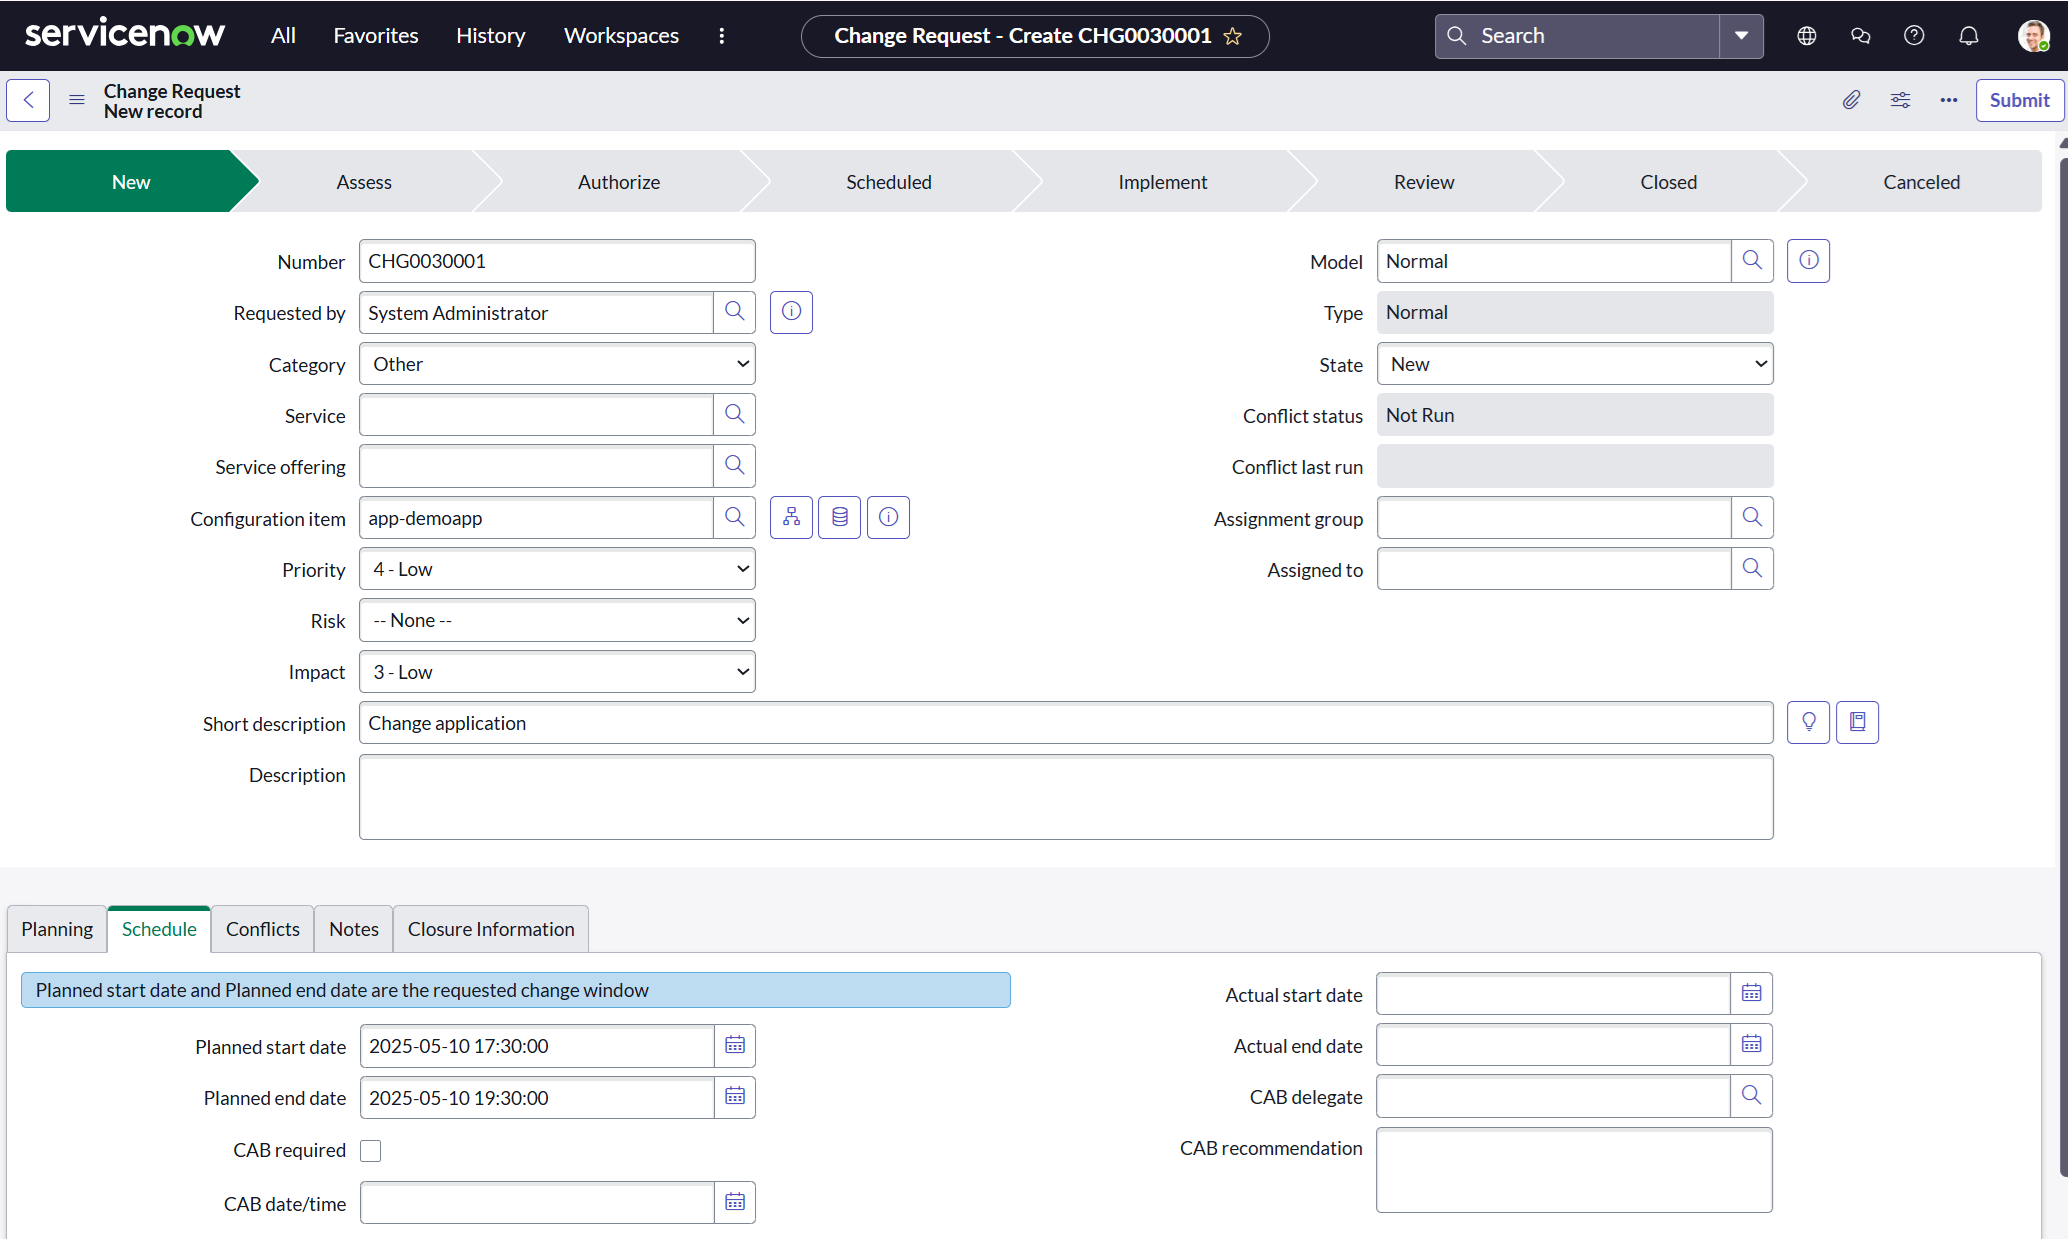 servicenow All Favorites History Workspaces Change Request - Create CHG0030001 Search
Change Request
New record
Submit
New Assess Authorize Scheduled Implement Review Closed Canceled
Number CHG0030001 Model Normal
Requested by System Administrator Type Normal
Category Other State New
Service Conflict status Not Run
Service offering Conflict last run
Configuration item app-demoapp Assignment group
Priority 4 - Low Assigned to
Risk -- None --
Impact 3 - Low
Short description Change application
Description
Planning Schedule Conflicts Notes Closure Information
Planned start date and Planned end date are the requested change window Actual start date
Planned start date 2025-05-10 17:30:00 Actual end date
Planned end date 2025-05-10 19:30:00 CAB delegate
CAB required CAB recommendation
CAB date/time